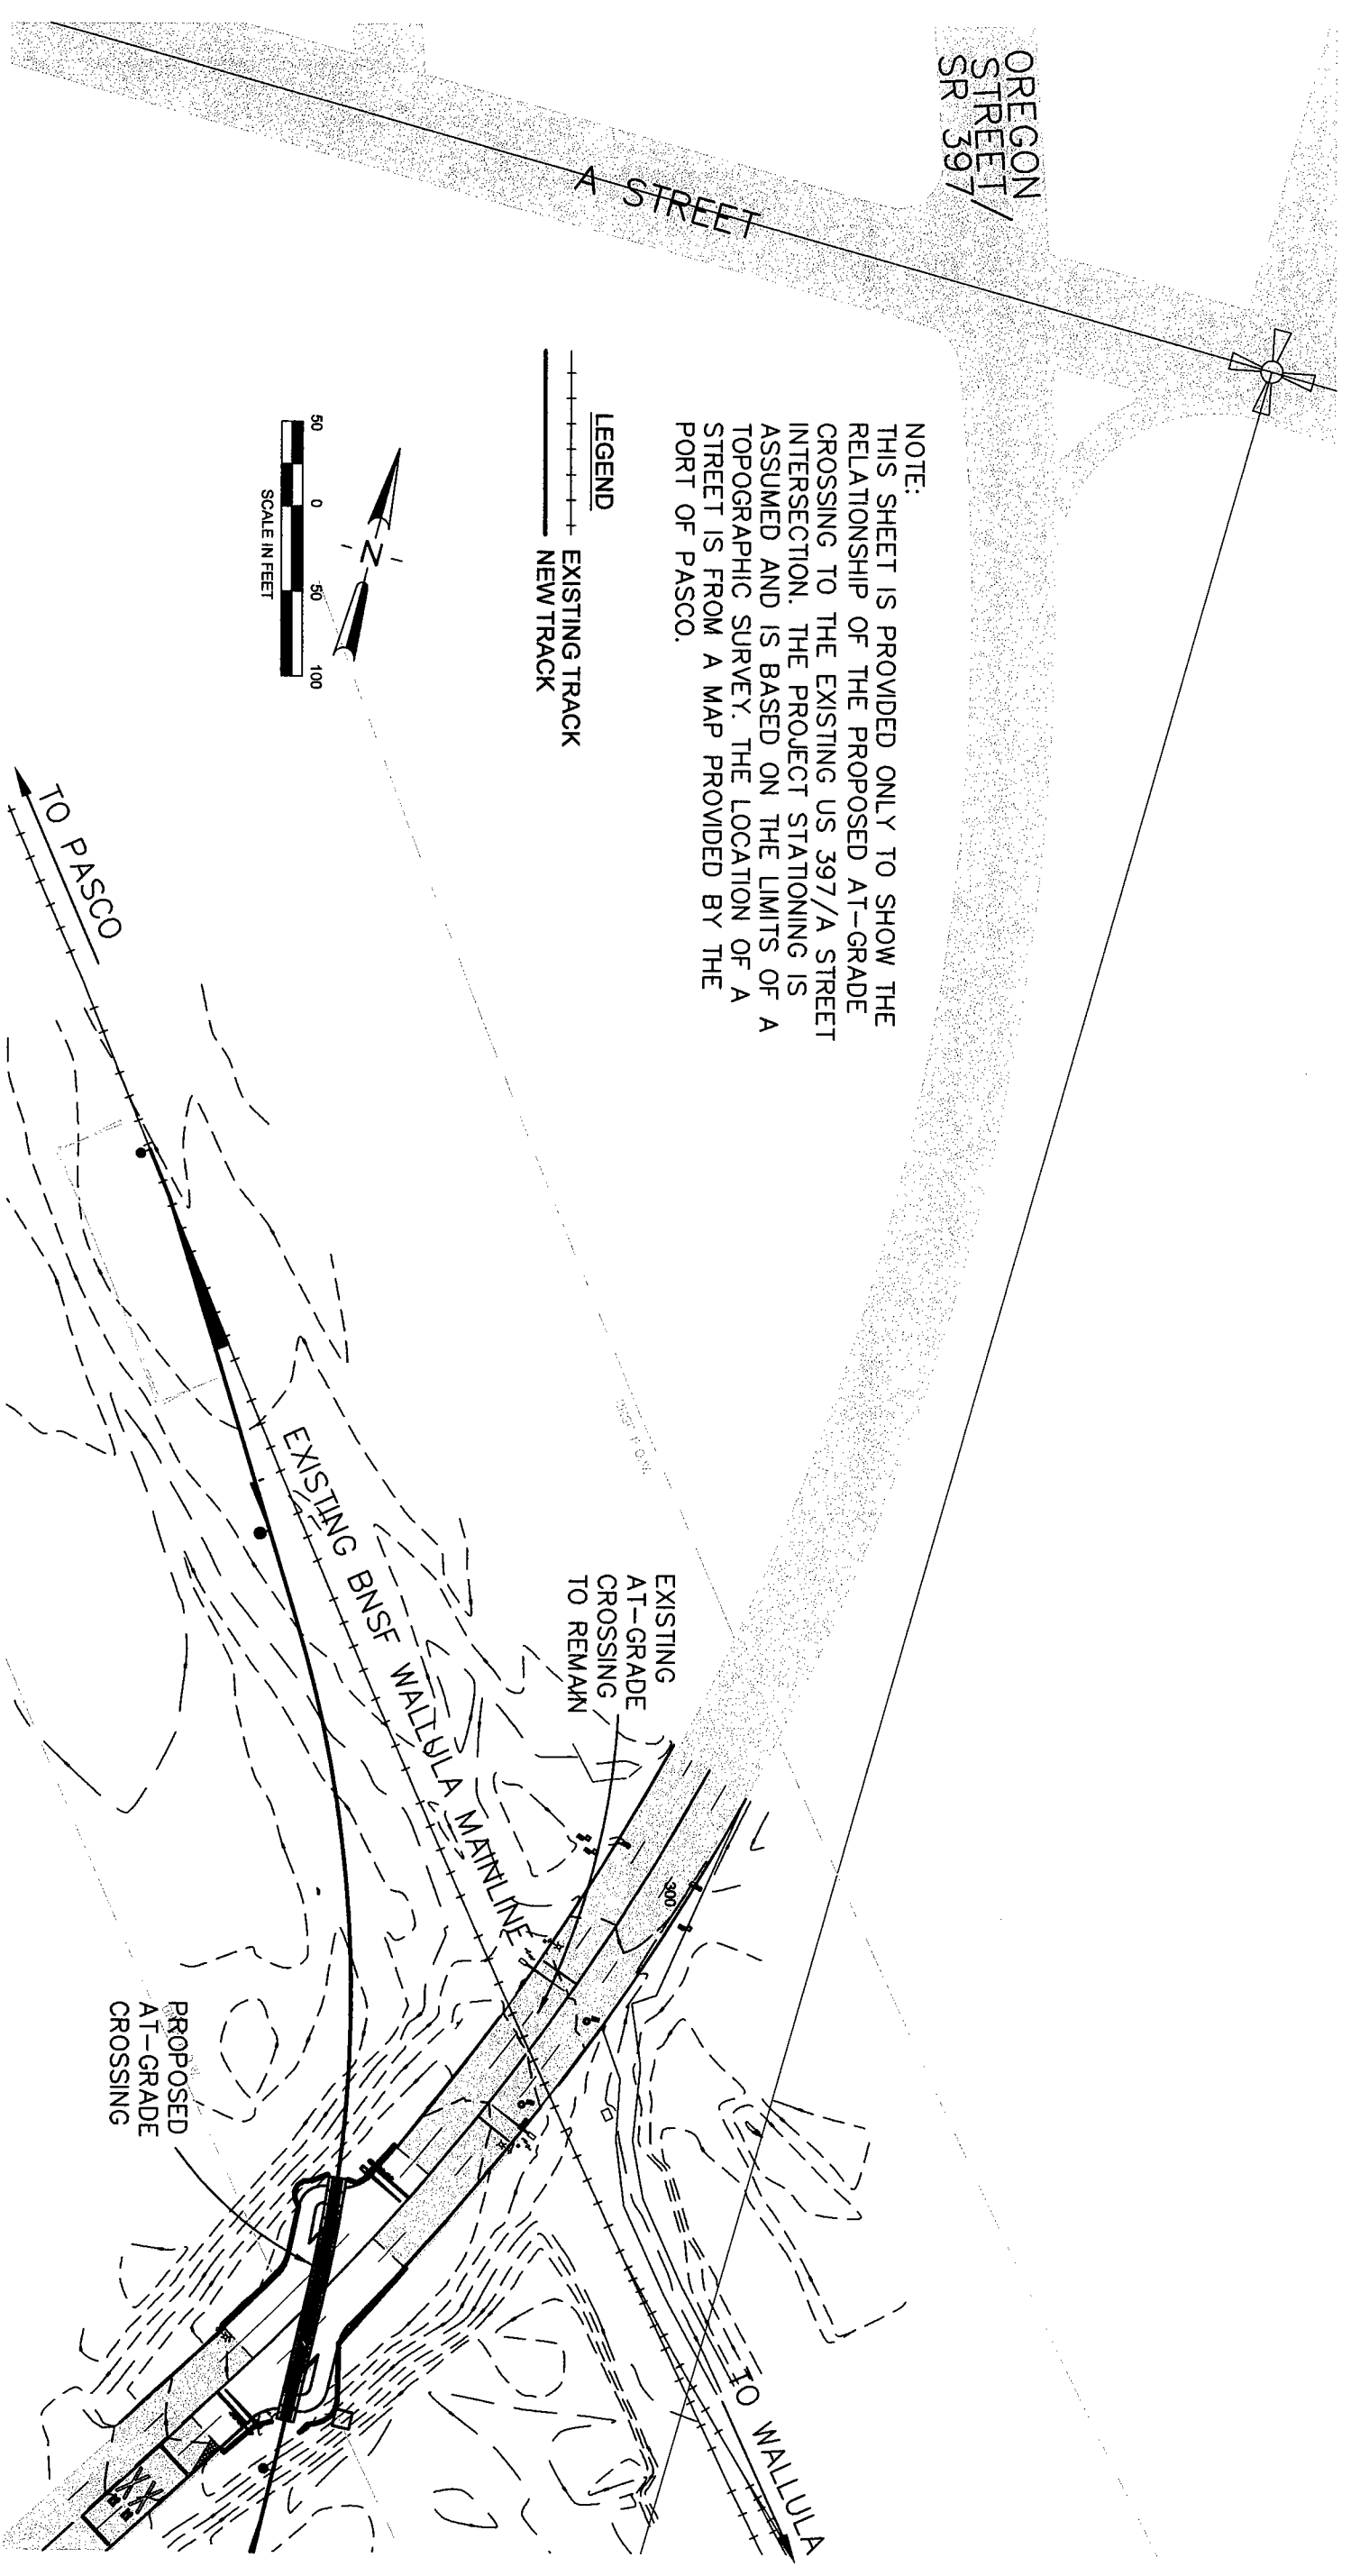 OREGON
STREET/
SR 397
A STREET
NOTE:
THIS SHEET IS PROVIDED ONLY TO SHOW THE
RELATIONSHIP OF THE PROPOSED AT-GRADE
CROSSING TO THE EXISTING US 397/A STREET
INTERSECTION. THE PROJECT STATIONING IS
ASSUMED AND IS BASED ON THE LIMITS OF A
TOPOGRAPHIC SURVEY. THE LOCATION OF A
STREET IS FROM A MAP PROVIDED BY THE
PORT OF PASCO.
LEGEND
EXISTING TRACK
NEW TRACK
N
50 0 50 100
SCALE IN FEET
TO PASCO
EXISTING BNSF WALLULA MAINLINE
EXISTING
AT-GRADE
CROSSING
TO REMAIN
300
PROPOSED
AT-GRADE
CROSSING
TO WALLULA